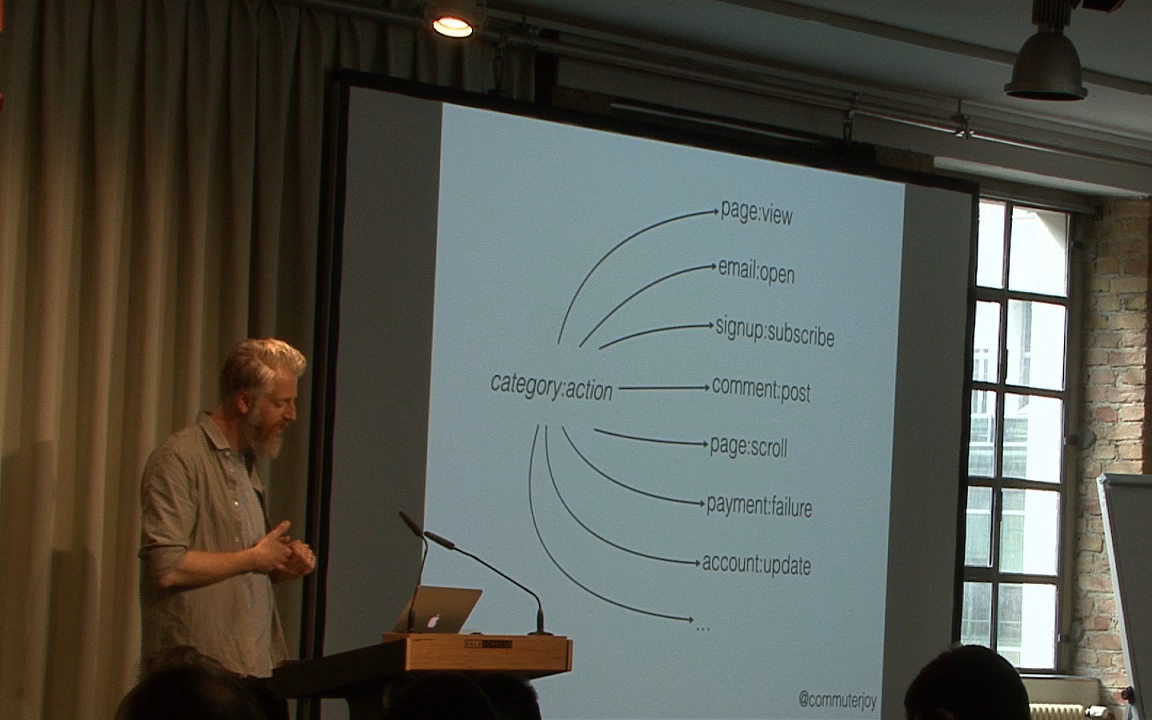 page:view
email:open
signup:subscribe
category:action
comment:post
page:scroll
payment:failure
account:update
...
@commuterjoy